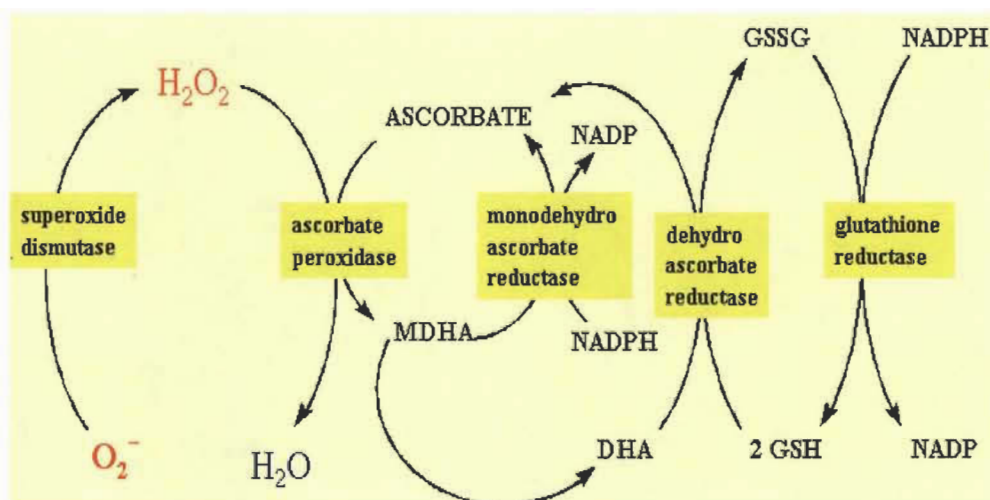 GSSG
NADPH
H₂O₂
ASCORBATE
NADP
superoxide
dismutase
ascorbate
peroxidase
monodehydro
ascorbate
reductase
dehydro
ascorbate
reductase
glutathione
reductase
MDHA
NADPH
O₂⁻
H₂O
DHA
2 GSH
NADP